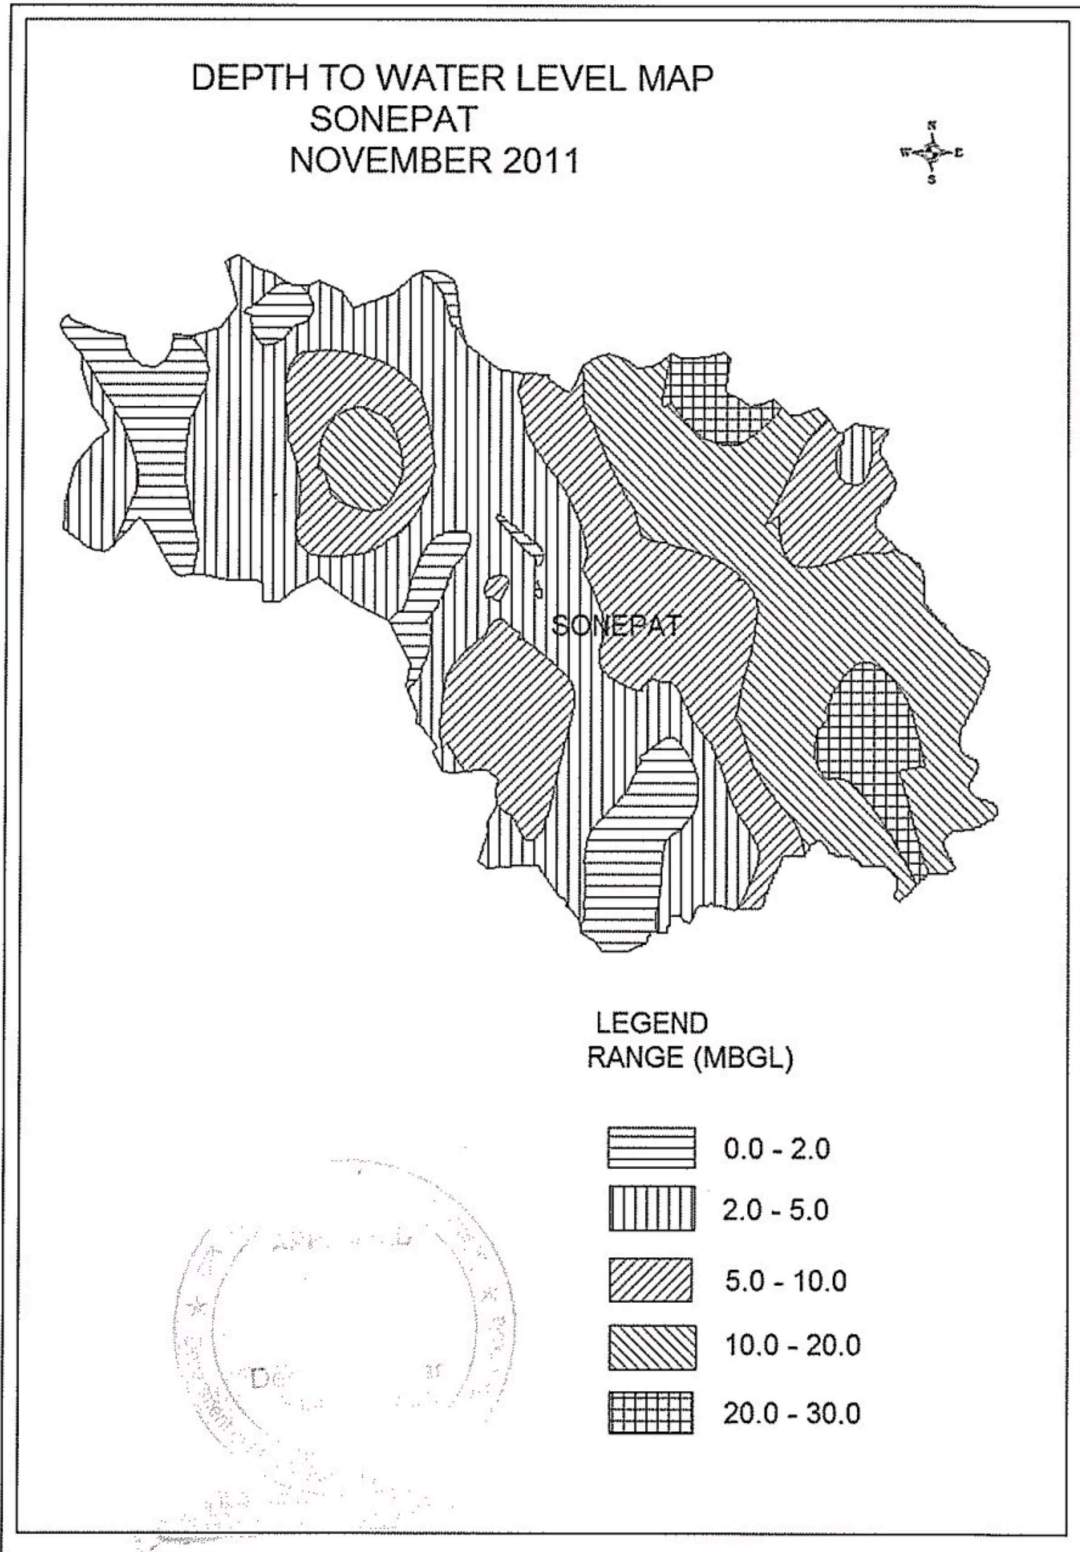 DEPTH TO WATER LEVEL MAP
SONEPAT
NOVEMBER 2011
N
W E
S
SONEPAT
LEGEND
RANGE (MBGL)
0.0 - 2.0
2.0 - 5.0
5.0 - 10.0
10.0 - 20.0
20.0 - 30.0